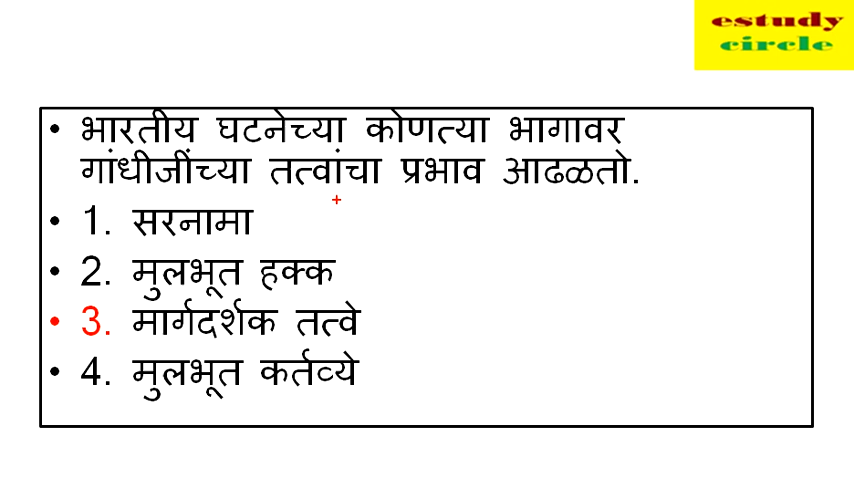 estudy
circle
• भारतीय घटनेच्या कोणत्या भागावर
गांधीजींच्या तत्वांचा प्रभाव आढळतो.
• 1. सरनामा
• 2. मुलभूत हक्क
• 3. मार्गदर्शक तत्वे
• 4. मुलभूत कर्तव्ये